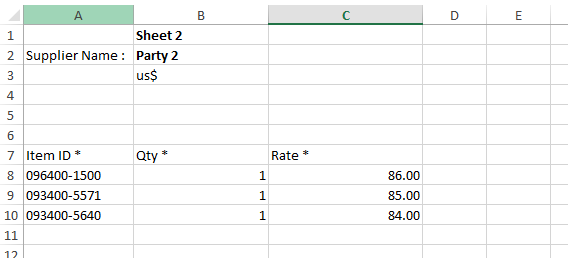 A B C D E
1 Sheet 2
2 Supplier Name : Party 2
3 us$
4
5
6
7 Item ID * Qty * Rate *
8 096400-1500 1 86.00
9 093400-5571 1 85.00
10 093400-5640 1 84.00
11
12